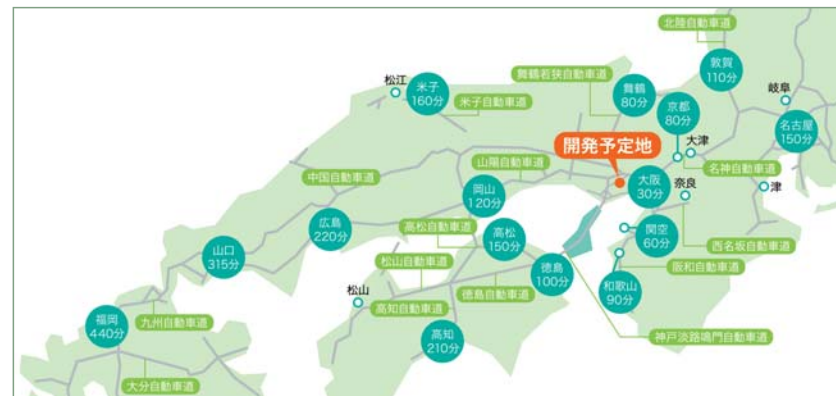 北陸自動車道
敦賀
110分
舞鶴若狭自動車道
舞鶴
80分
京都
80分
岐阜
松江
米子
160分
米子自動車道
名古屋
150分
大津
開発予定地
名神自動車道
山陽自動車道
中国自動車道
岡山
120分
大阪
30分
奈良
津
広島
220分
高松自動車道
高松
150分
関空
60分
西名坂自動車道
山口
315分
松山自動車道
徳島
100分
阪和自動車道
松山
徳島自動車道
和歌山
90分
高知自動車道
福岡
440分
九州自動車道
高知
210分
神戸淡路鳴門自動車道
大分自動車道